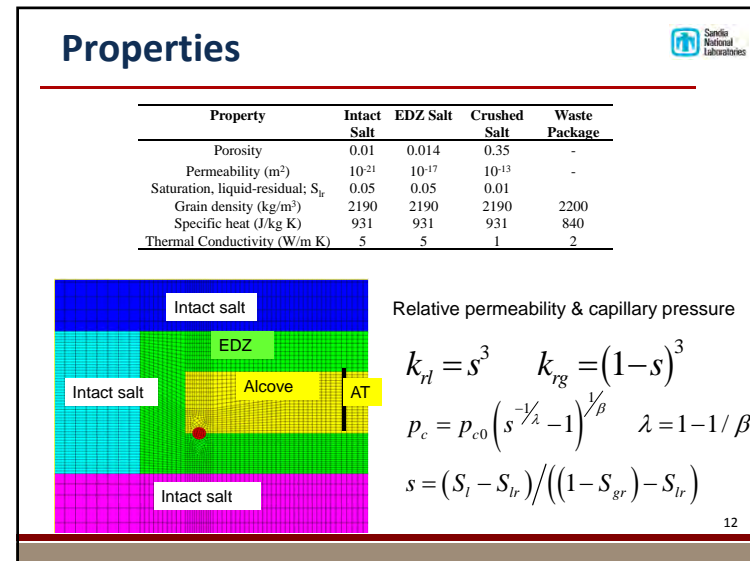 Properties
Sandia
National
Laboratories
Property Intact Salt EDZ Salt Crushed Salt Waste Package
Porosity 0.01 0.014 0.35 -
Permeability (m²) 10⁻²¹ 10⁻¹⁷ 10⁻¹³ -
Saturation, liquid-residual; S_lr 0.05 0.05 0.01
Grain density (kg/m³) 2190 2190 2190 2200
Specific heat (J/kg K) 931 931 931 840
Thermal Conductivity (W/m K) 5 5 1 2
Intact salt
EDZ
Intact salt
Alcove
AT
Intact salt
Relative permeability & capillary pressure
k_rl = s³ k_rg = (1−s)³
p_c = p_c0 (s^(−1/λ) −1)^(1/β) λ = 1−1/β
s = (S_l − S_lr)/((1−S_gr)−S_lr)
12